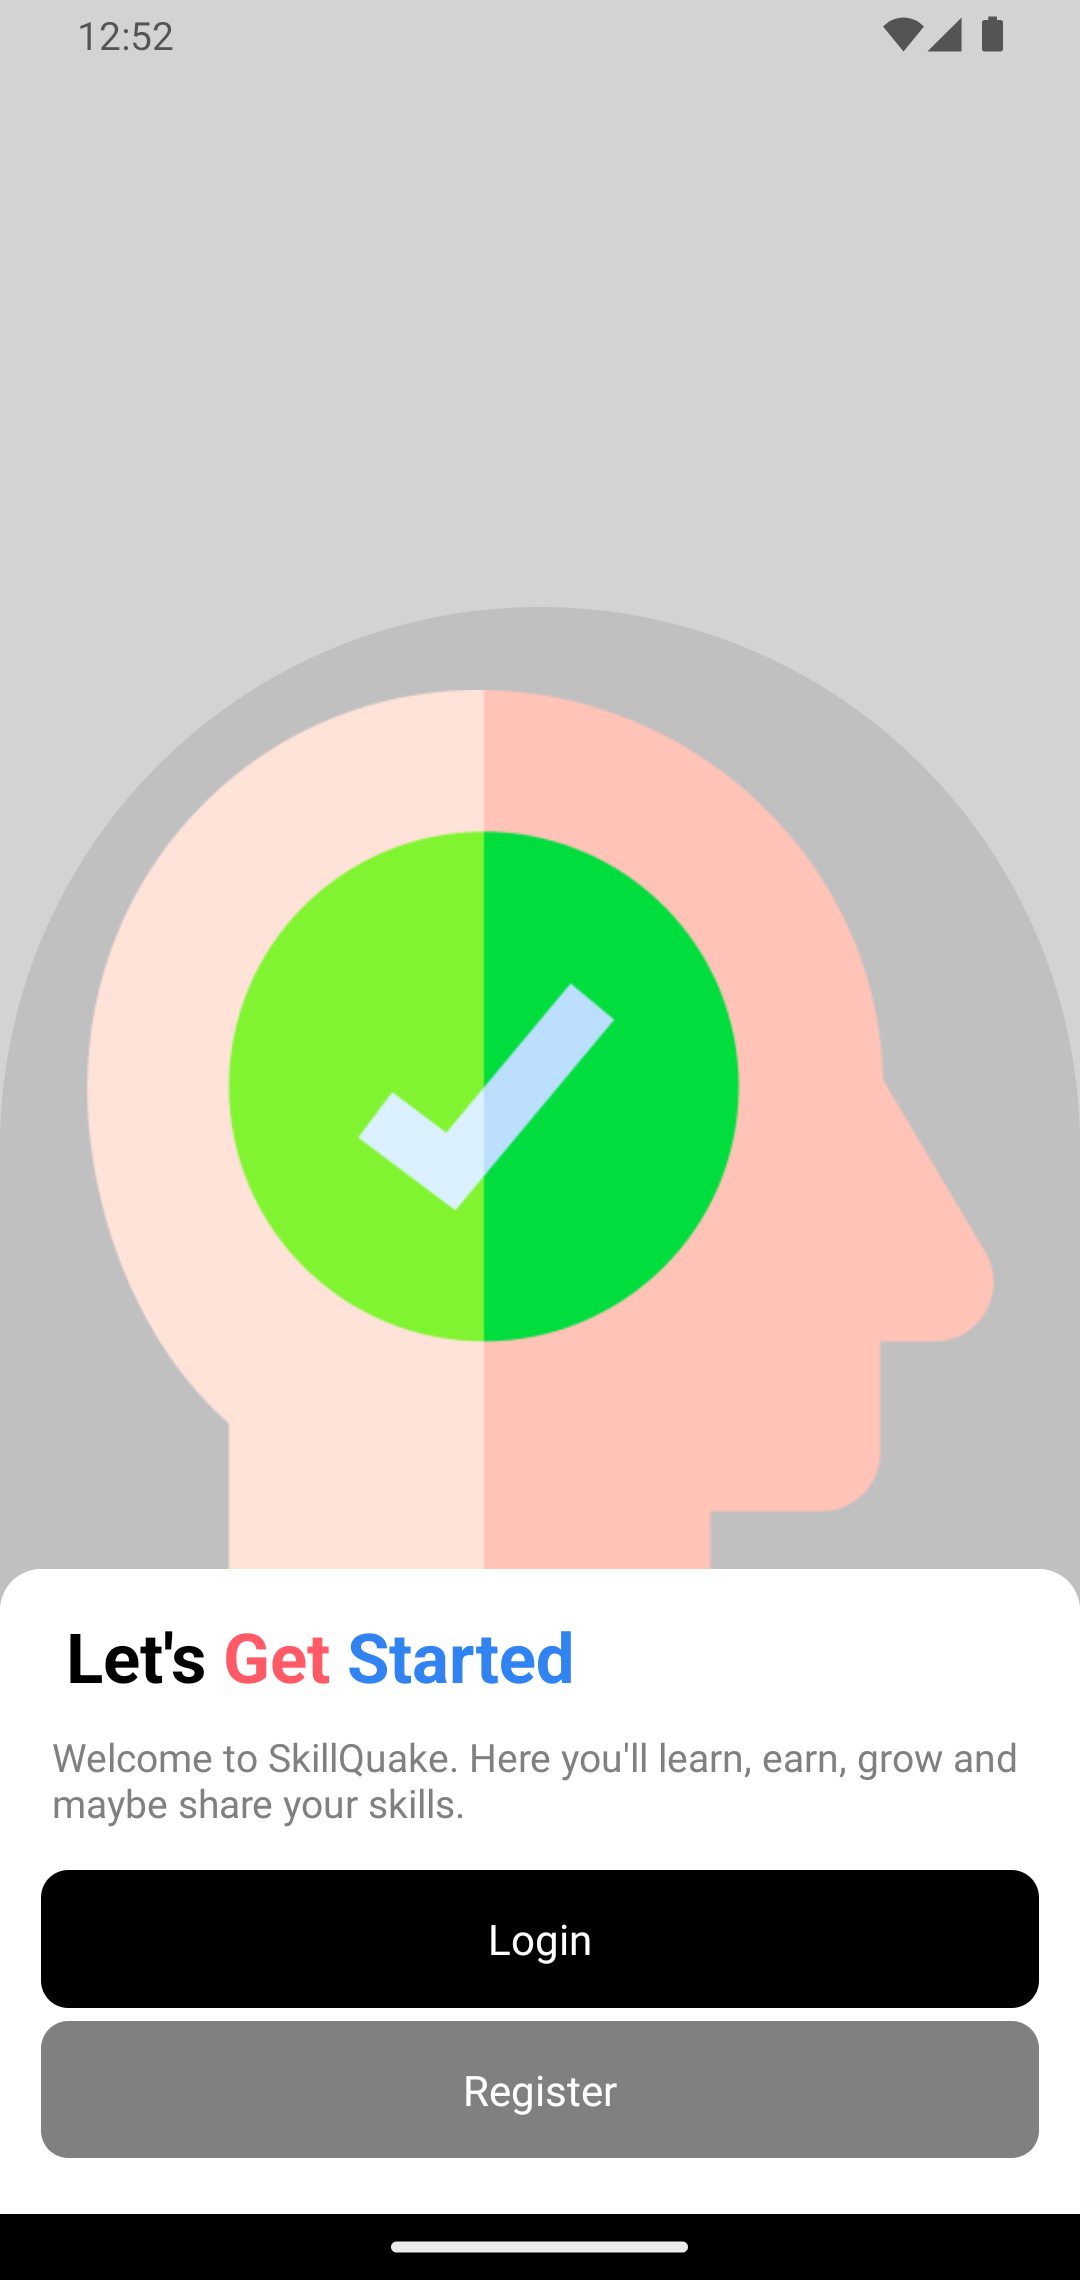 12:52
Let's Get Started
Welcome to SkillQuake. Here you'll learn, earn, grow and
maybe share your skills.
Login
Register